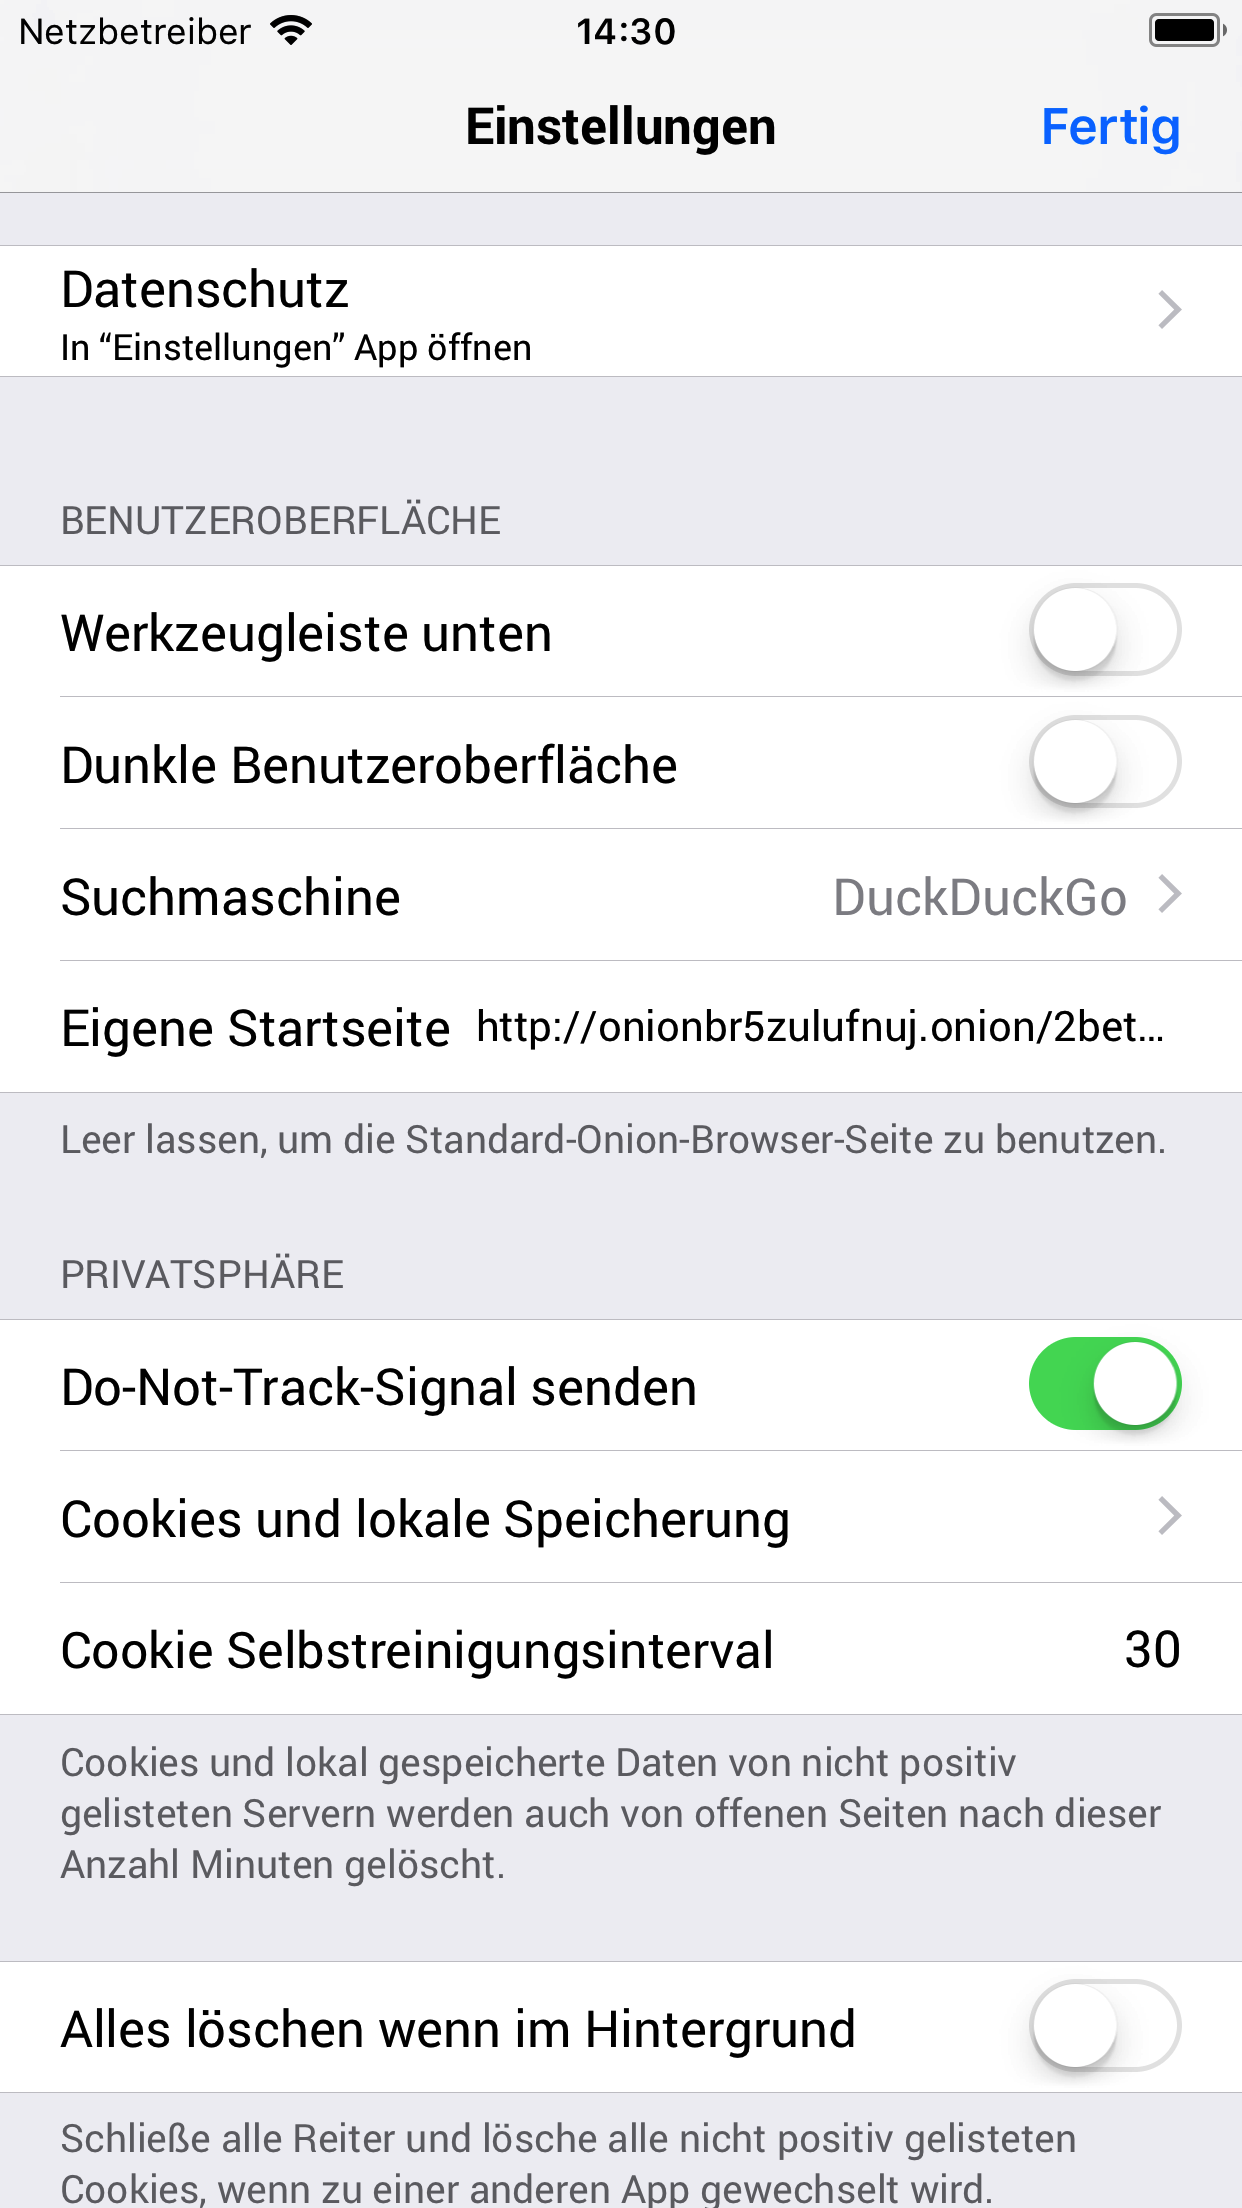 Netzbetreiber 14:30
Einstellungen Fertig
Datenschutz
In “Einstellungen” App öffnen
BENUTZEROBERFLÄCHE
Werkzeugleiste unten
Dunkle Benutzeroberfläche
Suchmaschine DuckDuckGo
Eigene Startseite http://onionbr5zulufnuj.onion/2bet...
Leer lassen, um die Standard-Onion-Browser-Seite zu benutzen.
PRIVATSPHÄRE
Do-Not-Track-Signal senden
Cookies und lokale Speicherung
Cookie Selbstreinigungsinterval 30
Cookies und lokal gespeicherte Daten von nicht positiv
gelisteten Servern werden auch von offenen Seiten nach dieser
Anzahl Minuten gelöscht.
Alles löschen wenn im Hintergrund
Schließe alle Reiter und lösche alle nicht positiv gelisteten
Cookies, wenn zu einer anderen App gewechselt wird.